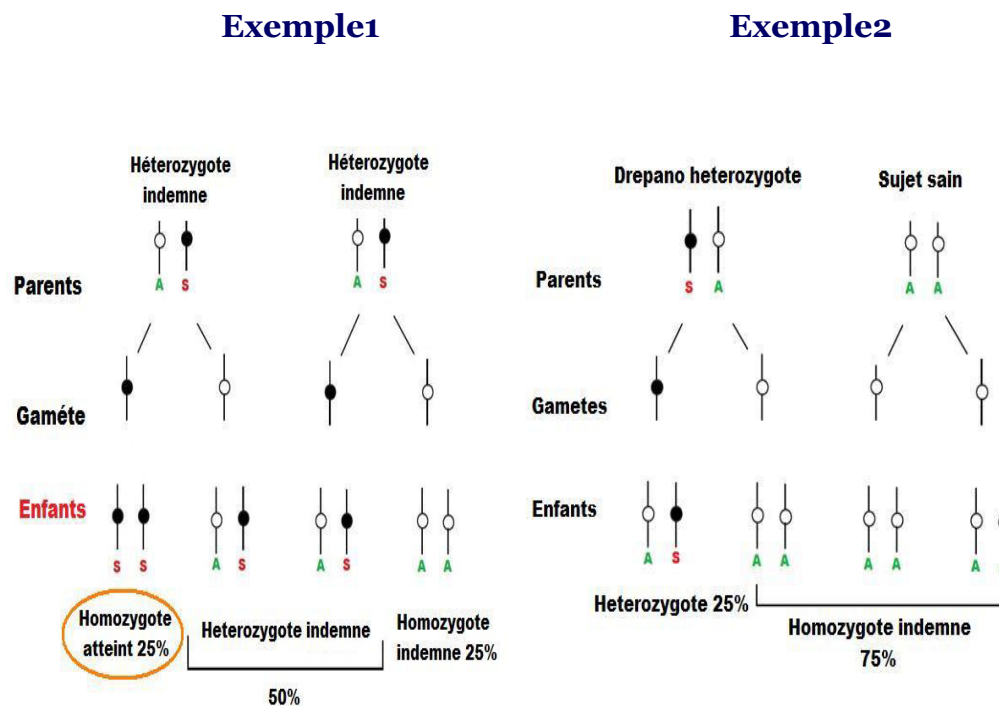 Exemple1
Exemple2
Héterozygote
indemne
Héterozygote
indemne
Drepano heterozygote
Sujet sain
Parents
A S
A S
Parents
S A
A A
Gaméte
Gametes
Enfants
S S
A S
A S
A A
Enfants
A S
A A
A A
A
Homozygote
atteint 25%
Heterozygote indemne
Homozygote
indemne 25%
50%
Heterozygote 25%
Homozygote indemne
75%